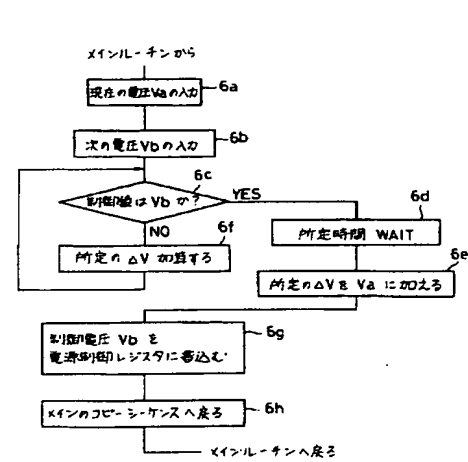 メインルーチンから
現在の電圧Vaの入力
6a
次の電圧Vbの入力
6b
制御値はVbか?
6c
YES
NO
所定時間 WAIT
6d
所定の ΔV 加算する
6f
所定のΔVをVaに加える
6e
制御電圧 Vb を
電源制御レジスタに書込む
6g
メインのコピーシーケンスへ戻る
6h
メインルーチンへ戻る